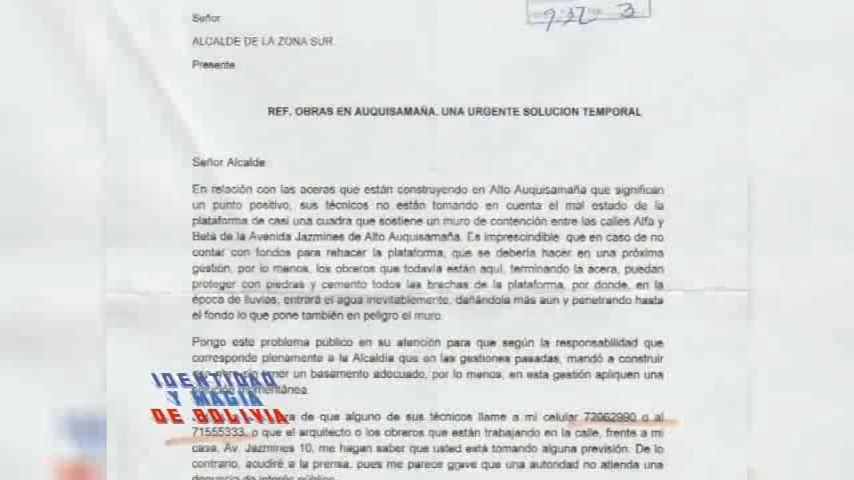 9:32 3
Señor
ALCALDE DE LA ZONA SUR
Presente
REF. OBRAS EN AUQUISAMAÑA. UNA URGENTE SOLUCION TEMPORAL
Señor Alcalde
En relación con las aceras que están construyendo en Alto Auquisamaña que significan
un punto positivo, sus técnicos no están tomando en cuenta el mal estado de la
plataforma de casi una cuadra que sostiene un muro de contención entre las calles Alfa y
Beta de la Avenida Jazmines de Alto Auquisamaña. Es imprescindible que en caso de no
contar con fondos para rehacer la plataforma, que se debería hacer en una próxima
gestión, por lo menos, los obreros que todavía están aquí, terminando la acera, puedan
proteger con piedras y cemento todos las brechas de la plataforma, por donde, en la
época de lluvias, entrará el agua inevitablemente, dañándola más aún y penetrando hasta
el fondo lo que pone también en peligro el muro.
Pongo este problema público en su atención para que según la responsabilidad que
corresponde plenamente a la Alcaldía que en las gestiones pasadas, mandó a construir
un basamento adecuado, por lo menos, en esta gestión apliquen una
de que alguno de sus técnicos llame a mi celular 72062990 o al
71555333, o que el arquitecto o los obreros que están trabajando en la calle, frente a mi
casa, Av. Jazmines 10, me hagan saber que usted está tomando alguna previsión. De lo
contrario, acudiré a la prensa, pues me parece grave que una autoridad no atienda una
denuncia de interés público
IDENTIDAD
Y MAGIA
DE BOLIVIA